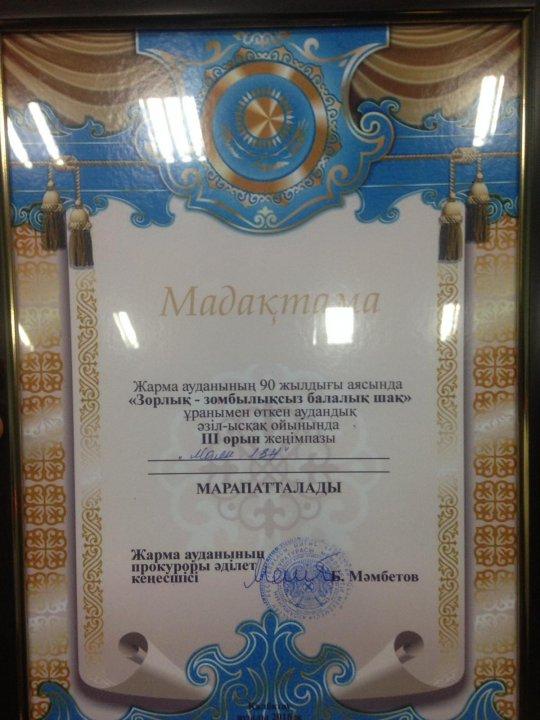 Мадақтама
Жарма ауданының 90 жылдығы аясында
«Зорлық - зомбылықсыз балалық шақ»
ұранымен өткен аудандық
әзіл-ысқақ ойынында
III орын жеңімпазы
МАРАПАТТАЛАДЫ
Жарма ауданының
прокуроры әділет
кеңесшісі Б. Мәмбетов